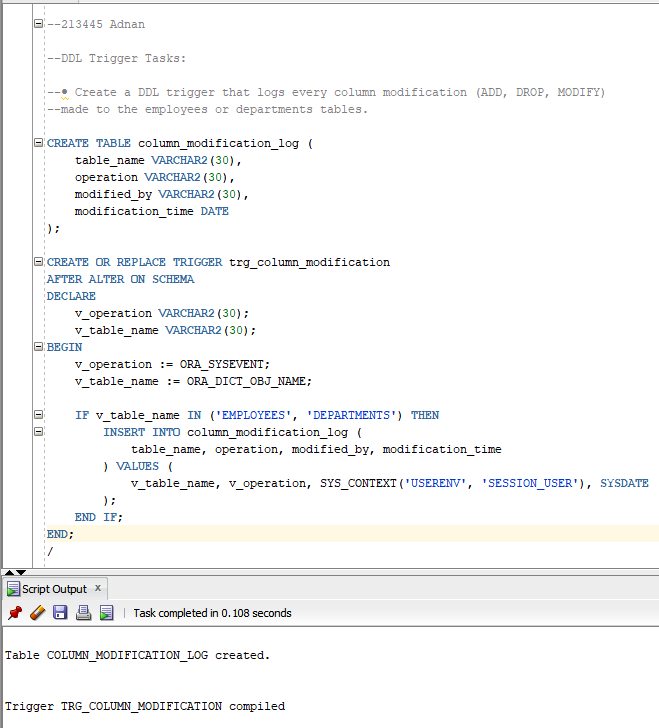 --213445 Adnan
--DDL Trigger Tasks:
--• Create a DDL trigger that logs every column modification (ADD, DROP, MODIFY)
--made to the employees or departments tables.
CREATE TABLE column_modification_log (
    table_name VARCHAR2(30),
    operation VARCHAR2(30),
    modified_by VARCHAR2(30),
    modification_time DATE
);
CREATE OR REPLACE TRIGGER trg_column_modification
AFTER ALTER ON SCHEMA
DECLARE
    v_operation VARCHAR2(30);
    v_table_name VARCHAR2(30);
BEGIN
    v_operation := ORA_SYSEVENT;
    v_table_name := ORA_DICT_OBJ_NAME;
    IF v_table_name IN ('EMPLOYEES', 'DEPARTMENTS') THEN
        INSERT INTO column_modification_log (
            table_name, operation, modified_by, modification_time
        ) VALUES (
            v_table_name, v_operation, SYS_CONTEXT('USERENV', 'SESSION_USER'), SYSDATE
        );
    END IF;
END;
/
Script Output x
Task completed in 0.108 seconds
Table COLUMN_MODIFICATION_LOG created.
Trigger TRG_COLUMN_MODIFICATION compiled